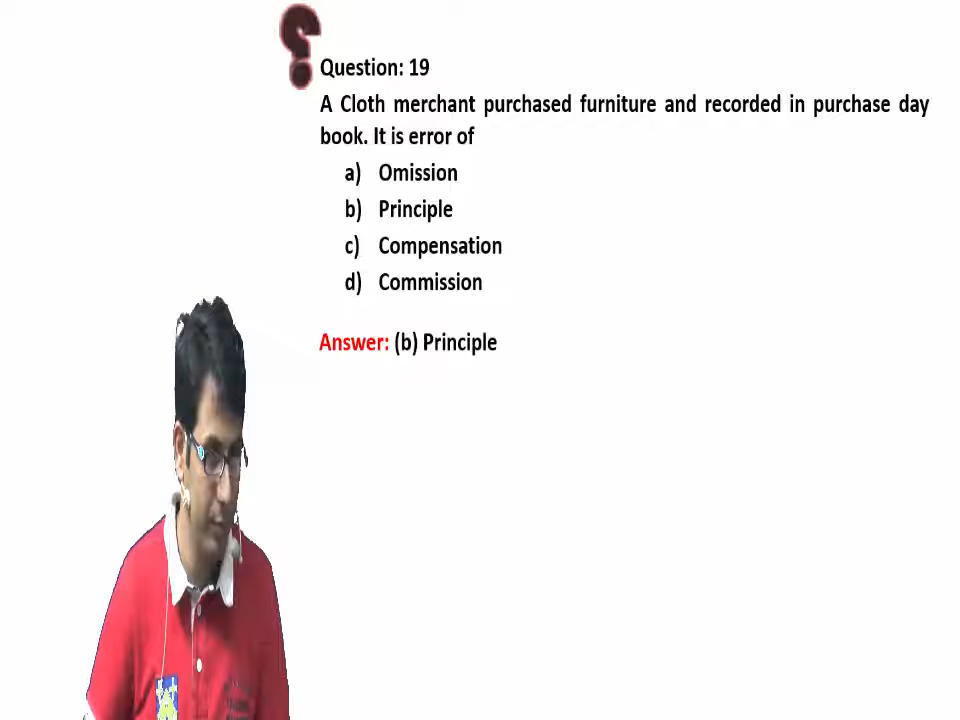 Question: 19
A Cloth merchant purchased furniture and recorded in purchase day
book. It is error of
a) Omission
b) Principle
c) Compensation
d) Commission
Answer: (b) Principle